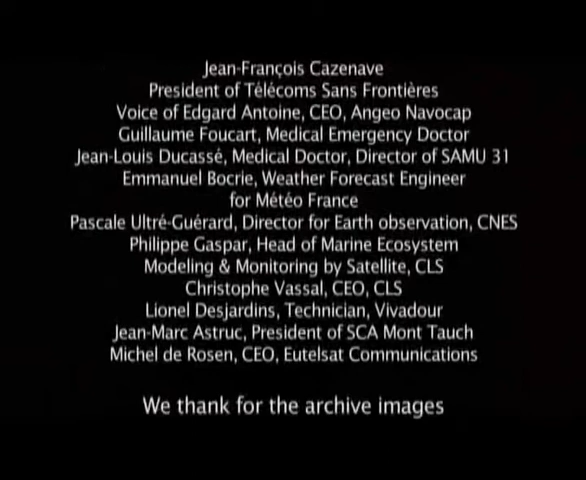 Jean-François Cazenave
President of Télécoms Sans Frontières
Voice of Edgard Antoine, CEO, Angeo Navocap
Guillaume Foucart, Medical Emergency Doctor
Jean-Louis Ducassé, Medical Doctor, Director of SAMU 31
Emmanuel Bocrie, Weather Forecast Engineer
for Météo France
Pascale Ultré-Guérard, Director for Earth observation, CNES
Philippe Gaspar, Head of Marine Ecosystem
Modeling & Monitoring by Satellite, CLS
Christophe Vassal, CEO, CLS
Lionel Desjardins, Technician, Vivadour
Jean-Marc Astruc, President of SCA Mont Tauch
Michel de Rosen, CEO, Eutelsat Communications
We thank for the archive images